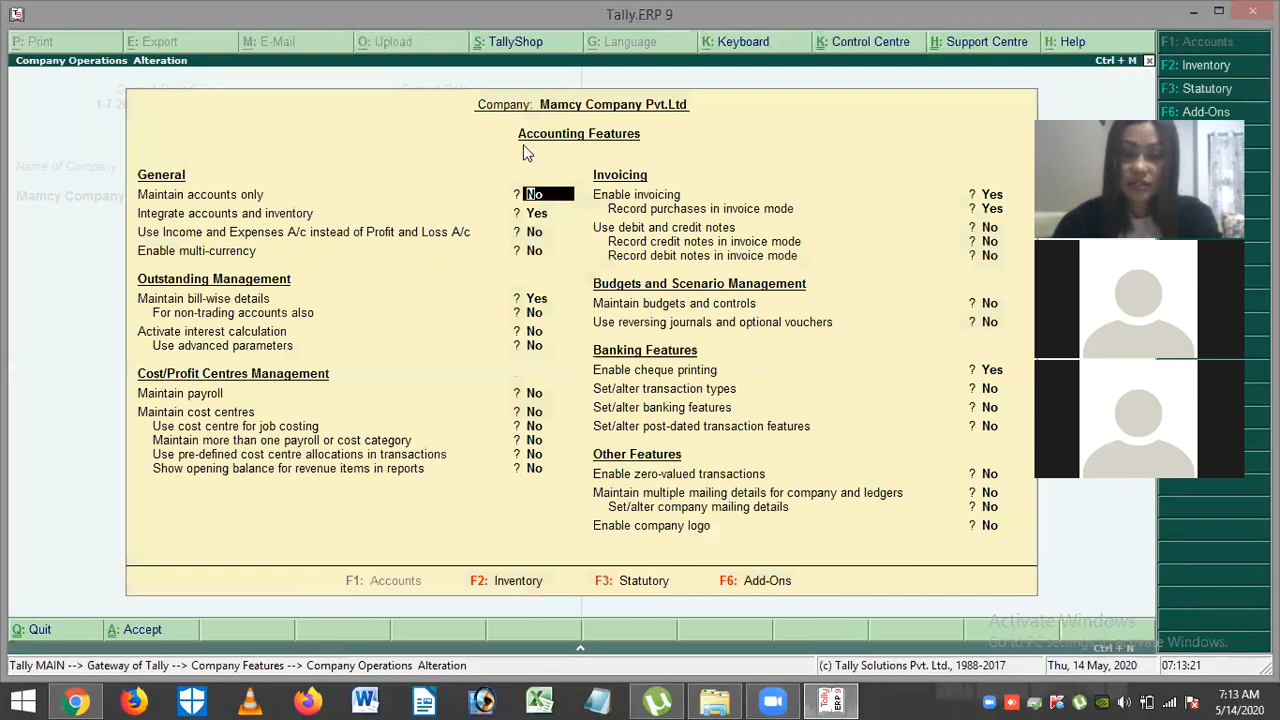 Tally.ERP 9
P: Print
E: Export
M: E-Mail
O: Upload
S: TallyShop
G: Language
K: Keyboard
K: Control Centre
H: Support Centre
H: Help
F1: Accounts
F2: Inventory
F3: Statutory
F6: Add-Ons
Company Operations Alteration
Ctrl + M
Name of Company
Mamcy Company
Company: Mamcy Company Pvt.Ltd
Accounting Features
General
Maintain accounts only ? No
Integrate accounts and inventory ? Yes
Use Income and Expenses A/c instead of Profit and Loss A/c ? No
Enable multi-currency ? No
Outstanding Management
Maintain bill-wise details ? Yes
For non-trading accounts also ? No
Activate interest calculation ? No
Use advanced parameters ? No
Cost/Profit Centres Management
Maintain payroll ? No
Maintain cost centres ? No
Use cost centre for job costing ? No
Maintain more than one payroll or cost category ? No
Use pre-defined cost centre allocations in transactions ? No
Show opening balance for revenue items in reports ? No
Invoicing
Enable invoicing ? Yes
Record purchases in invoice mode ? Yes
Use debit and credit notes ? No
Record credit notes in invoice mode ? No
Record debit notes in invoice mode ? No
Budgets and Scenario Management
Maintain budgets and controls ? No
Use reversing journals and optional vouchers ? No
Banking Features
Enable cheque printing ? Yes
Set/alter transaction types ? No
Set/alter banking features ? No
Set/alter post-dated transaction features ? No
Other Features
Enable zero-valued transactions ? No
Maintain multiple mailing details for company and ledgers ? No
Set/alter company mailing details ? No
Enable company logo ? No
F1: Accounts
F2: Inventory
F3: Statutory
F6: Add-Ons
Q: Quit
A: Accept
Activate Windows
Go to PC settings to activate Windows.
Ctrl + N
Tally MAIN --> Gateway of Tally --> Company Features --> Company Operations Alteration
(c) Tally Solutions Pvt. Ltd., 1988-2017
Thu, 14 May, 2020
07:13:21
7:13 AM
5/14/2020